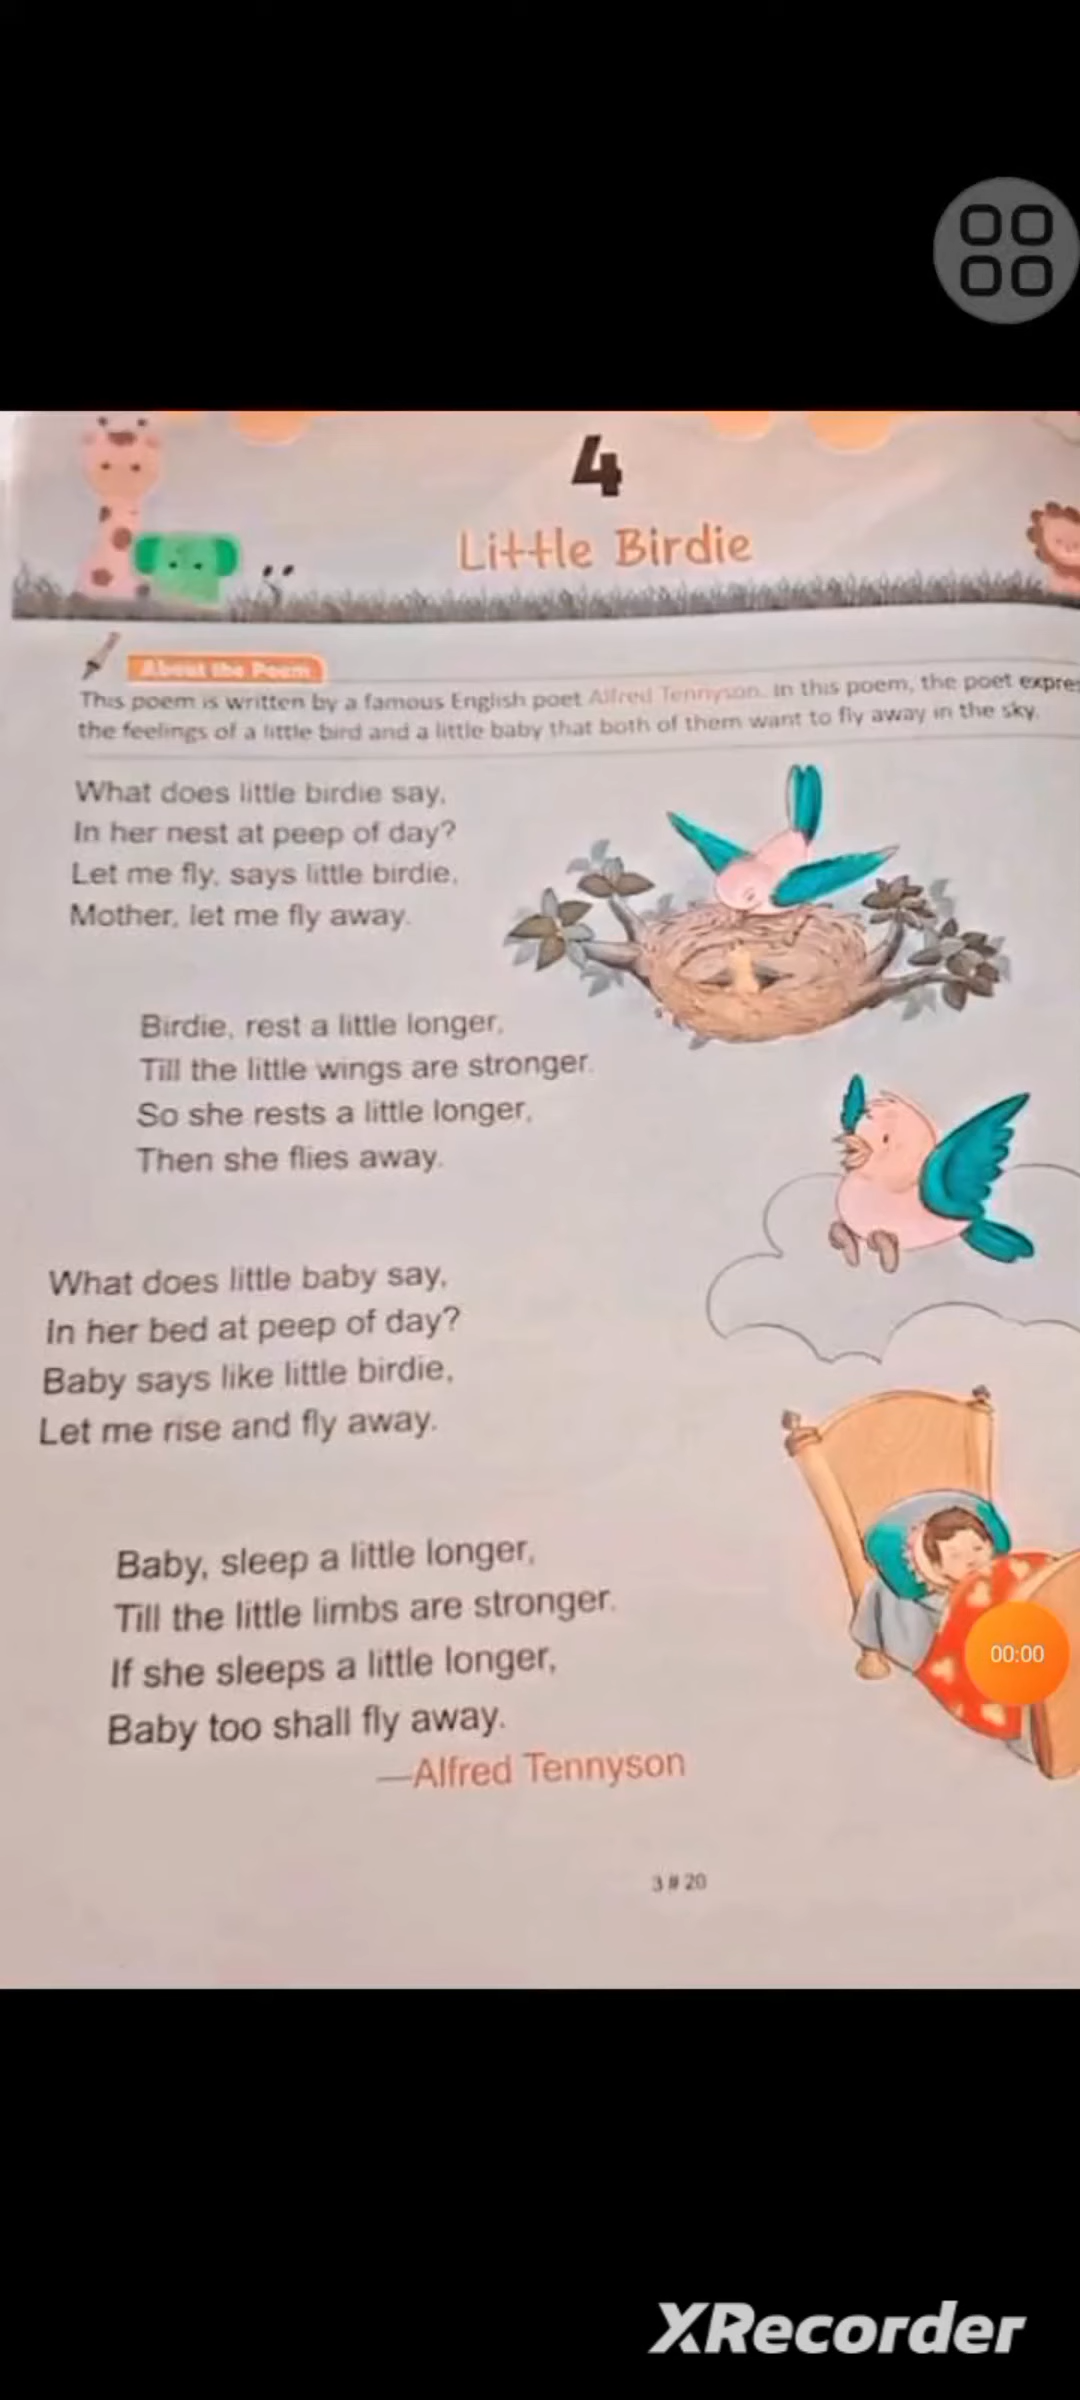 4
Little Birdie
About the Poem
This poem is written by a famous English poet Alfred Tennyson. In this poem, the poet expre
the feelings of a little bird and a little baby that both of them want to fly away in the sky.
What does little birdie say,
In her nest at peep of day?
Let me fly, says little birdie,
Mother, let me fly away.
Birdie, rest a little longer,
Till the little wings are stronger.
So she rests a little longer,
Then she flies away.
What does little baby say,
In her bed at peep of day?
Baby says like little birdie,
Let me rise and fly away.
Baby, sleep a little longer,
Till the little limbs are stronger.
If she sleeps a little longer,
Baby too shall fly away.
—Alfred Tennyson
00:00
3 # 20
XRecorder